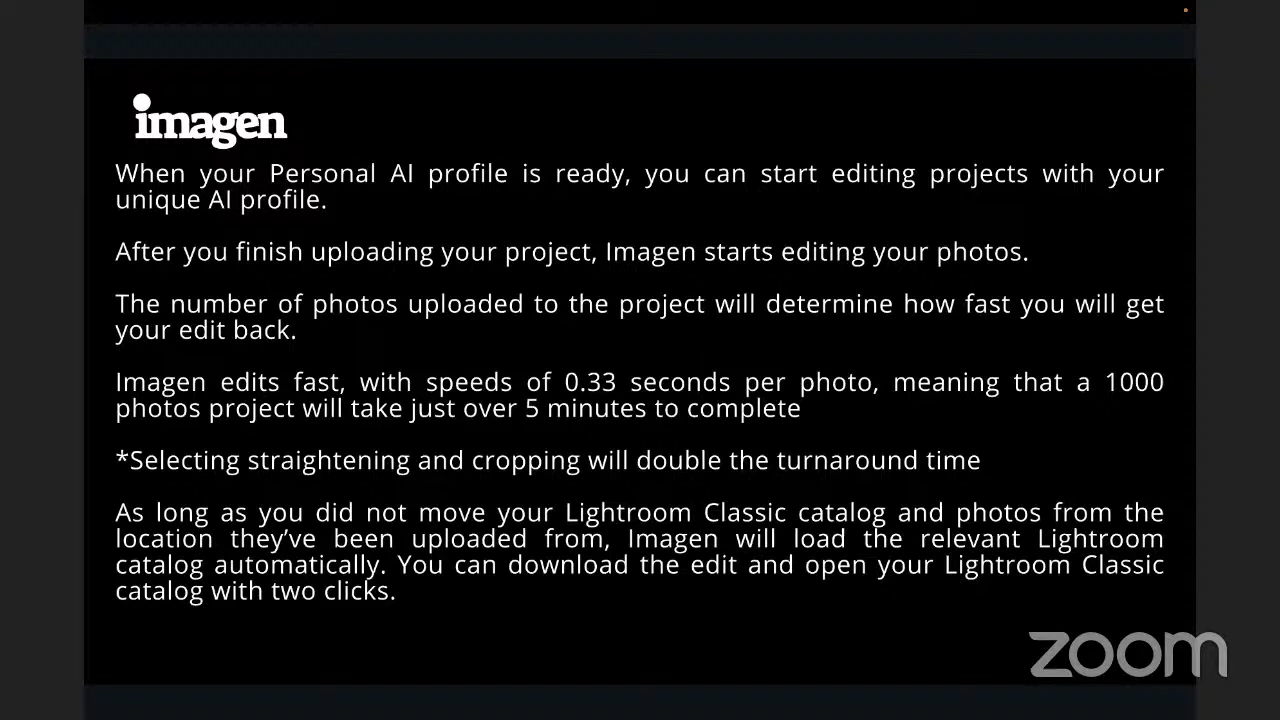 imagen
When your Personal AI profile is ready, you can start editing projects with your
unique AI profile.
After you finish uploading your project, Imagen starts editing your photos.
The number of photos uploaded to the project will determine how fast you will get
your edit back.
Imagen edits fast, with speeds of 0.33 seconds per photo, meaning that a 1000
photos project will take just over 5 minutes to complete
*Selecting straightening and cropping will double the turnaround time
As long as you did not move your Lightroom Classic catalog and photos from the
location they’ve been uploaded from, Imagen will load the relevant Lightroom
catalog automatically. You can download the edit and open your Lightroom Classic
catalog with two clicks.
zoom